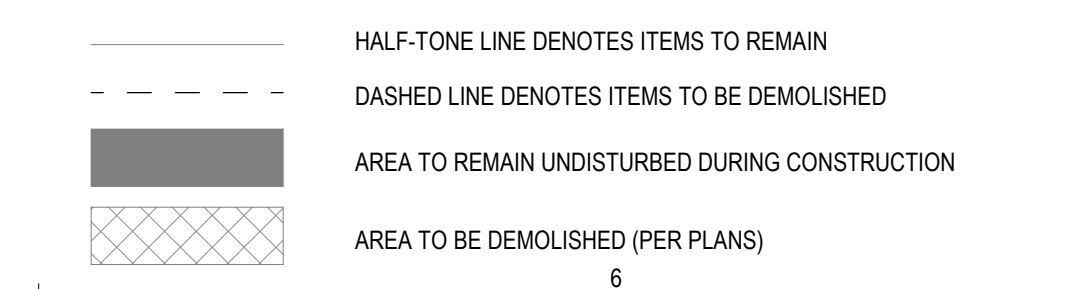 HALF-TONE LINE DENOTES ITEMS TO REMAIN
DASHED LINE DENOTES ITEMS TO BE DEMOLISHED
AREA TO REMAIN UNDISTURBED DURING CONSTRUCTION
AREA TO BE DEMOLISHED (PER PLANS)
6